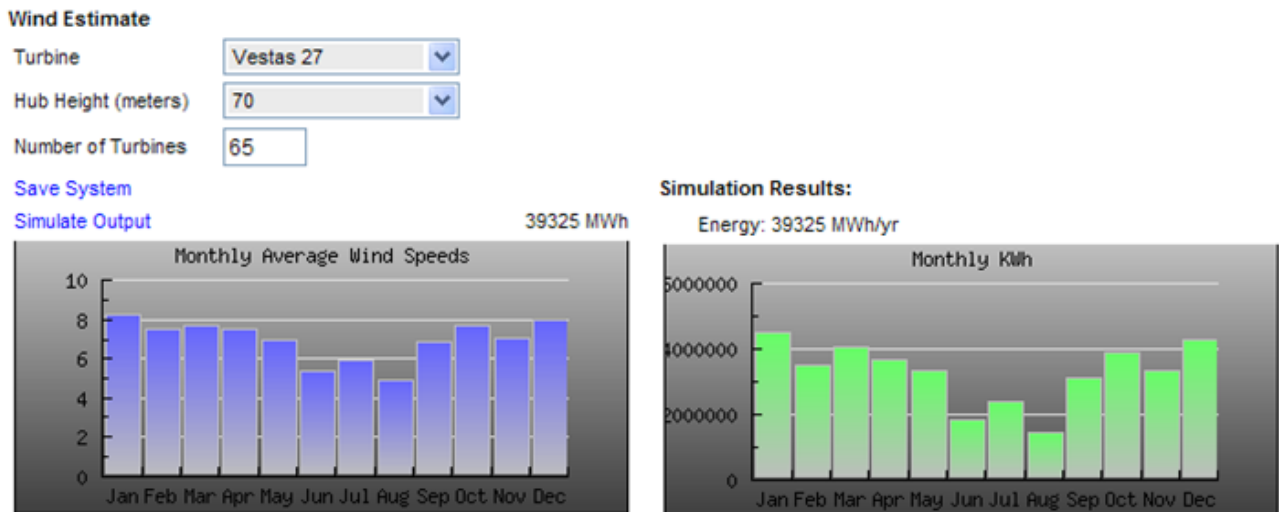 Wind Estimate
Turbine Vestas 27
Hub Height (meters) 70
Number of Turbines 65
Save System
Simulate Output 39325 MWh
Monthly Average Wind Speeds
10
8
6
4
2
0
Jan Feb Mar Apr May Jun Jul Aug Sep Oct Nov Dec
Simulation Results:
Energy: 39325 MWh/yr
Monthly KWh
6000000
4000000
2000000
0
Jan Feb Mar Apr May Jun Jul Aug Sep Oct Nov Dec